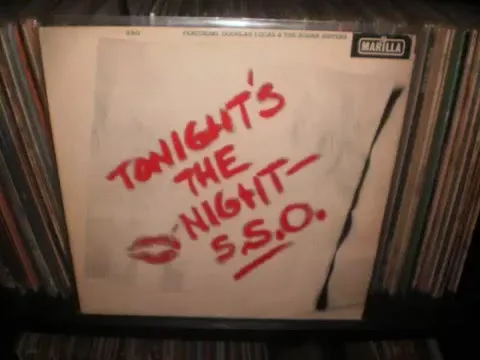 S.S.O. FEATURING DOUGLAS LUCAS & THE SUGAR SISTERS
MARILLA
TONIGHT'S
THE
NIGHT—
S.S.O.